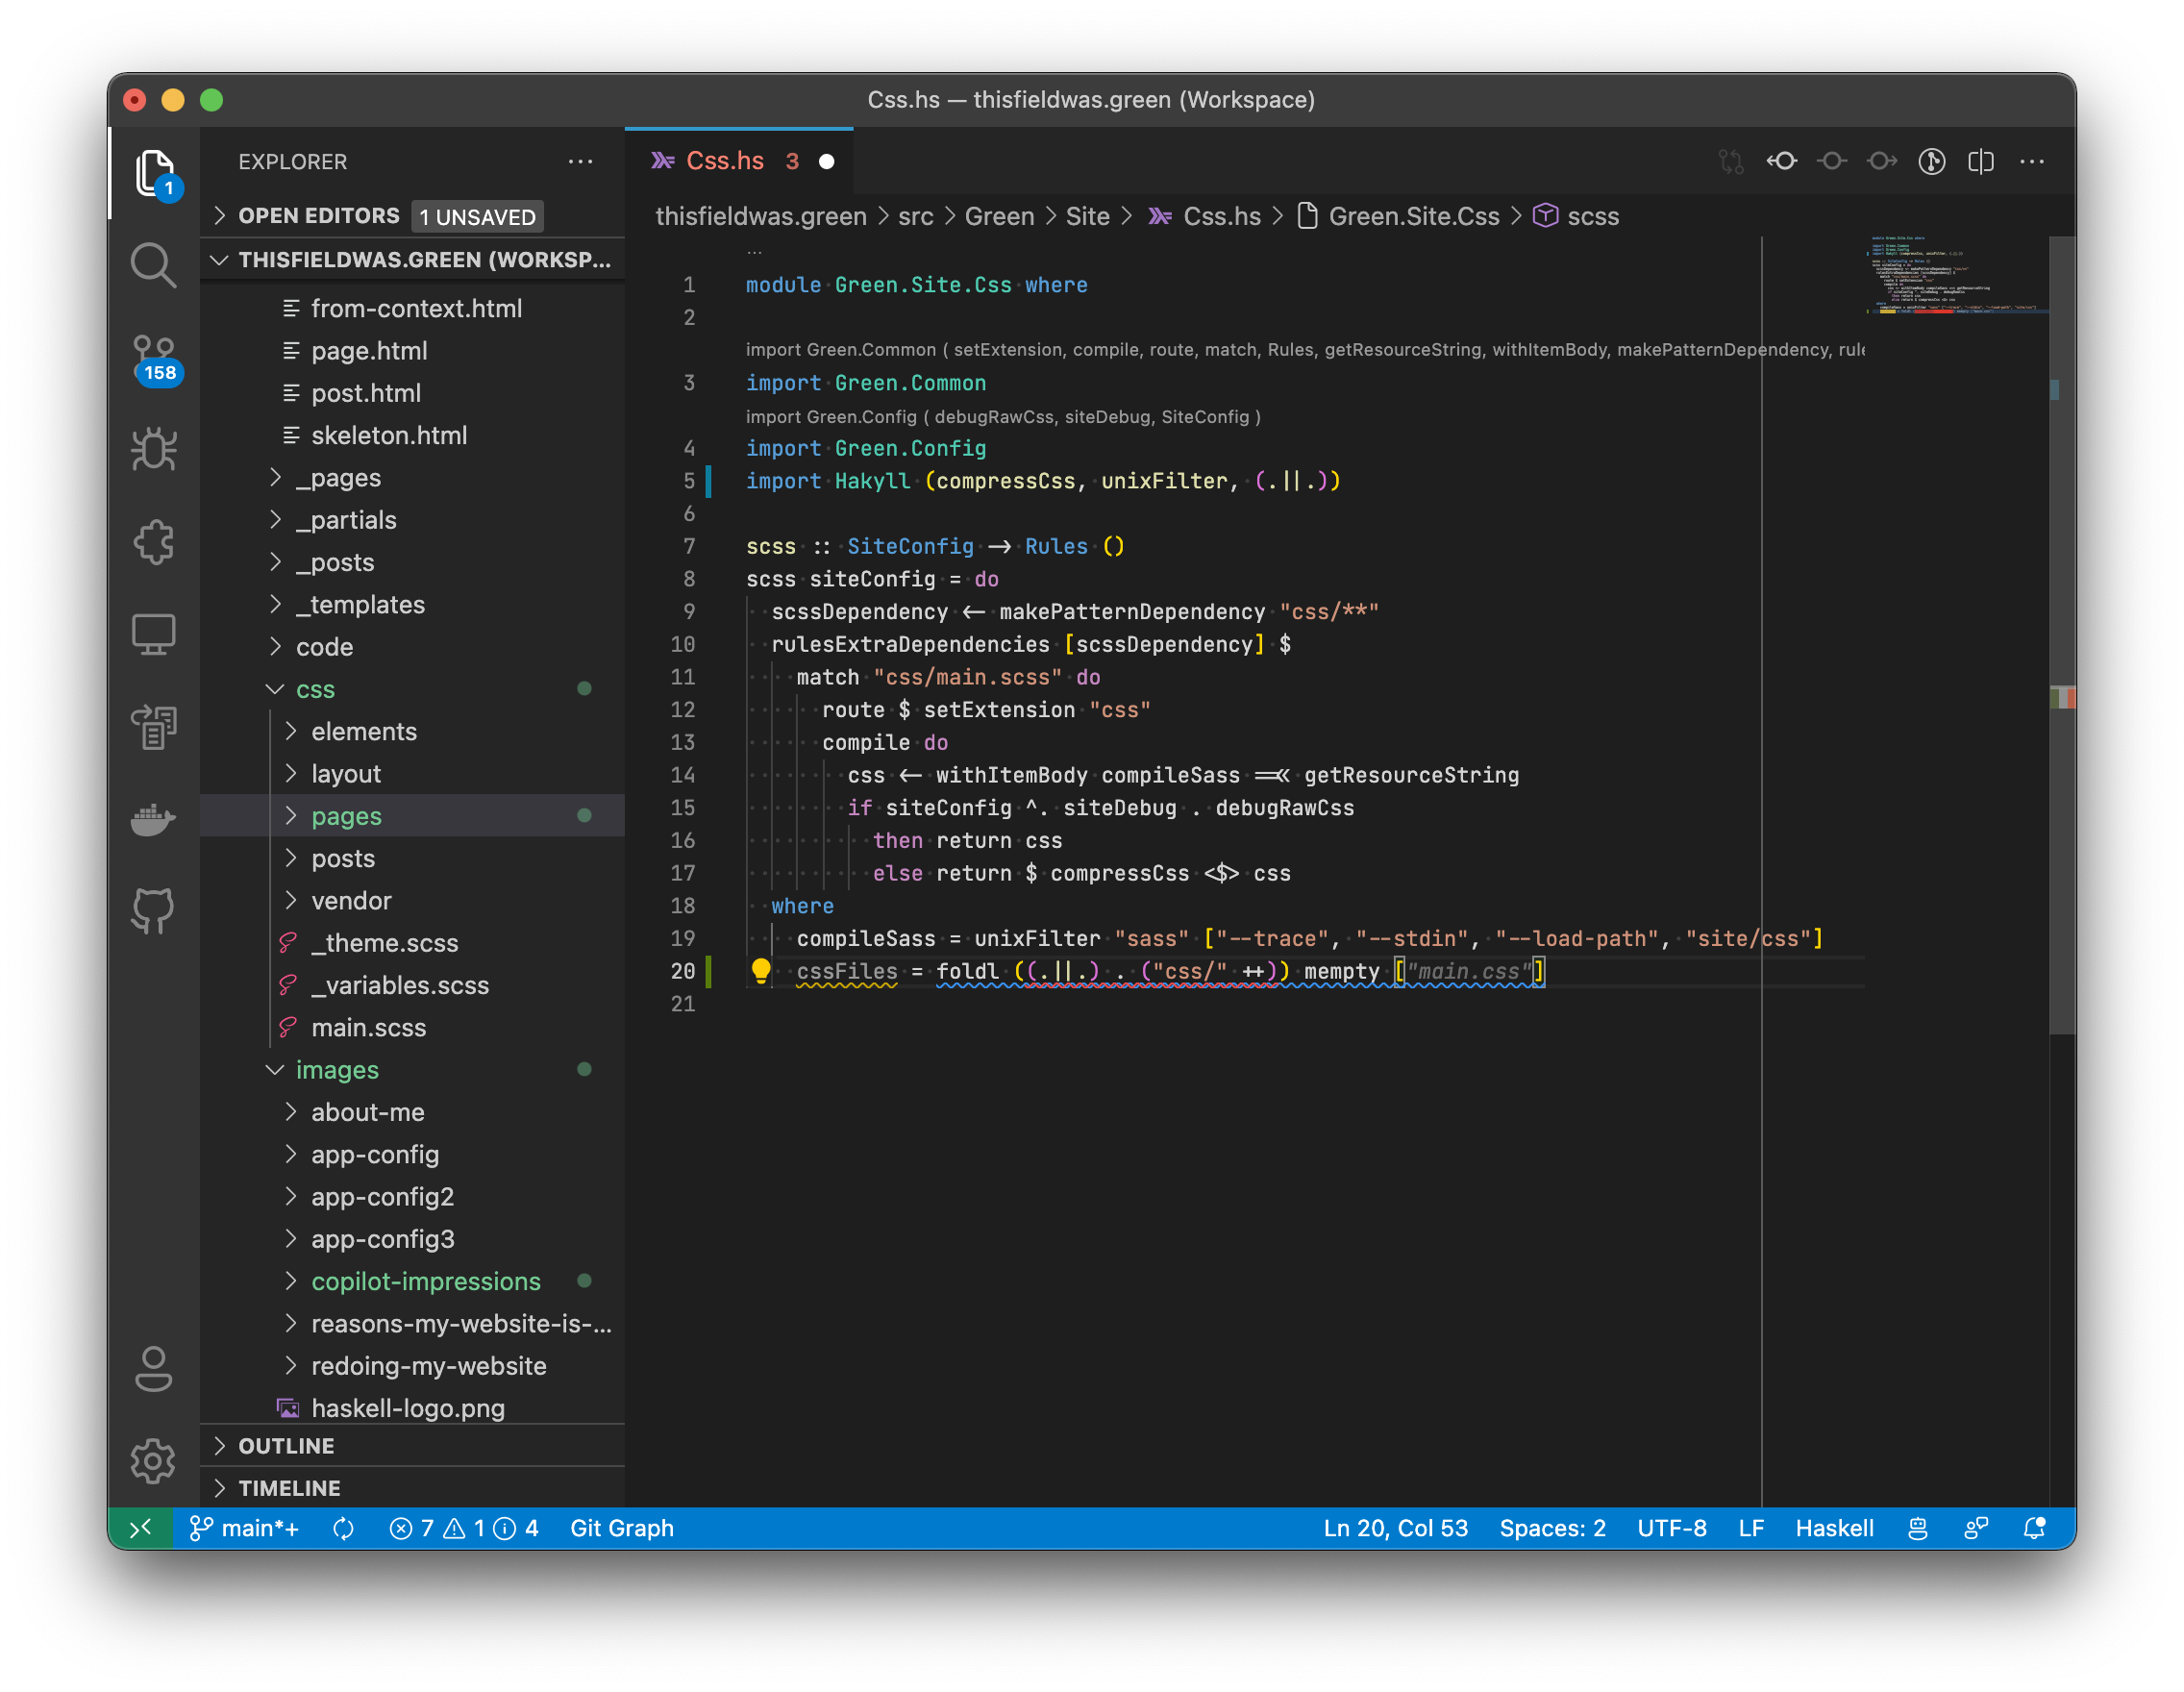 Css.hs — thisfieldwas.green (Workspace)
EXPLORER
OPEN EDITORS 1 UNSAVED
THISFIELDWAS.GREEN (WORKSP...
from-context.html
page.html
post.html
skeleton.html
_pages
_partials
_posts
_templates
code
css
elements
layout
pages
posts
vendor
_theme.scss
_variables.scss
main.scss
images
about-me
app-config
app-config2
app-config3
copilot-impressions
reasons-my-website-is-...
redoing-my-website
haskell-logo.png
OUTLINE
TIMELINE
1
158
Css.hs 3
thisfieldwas.green > src > Green > Site > Css.hs > Green.Site.Css > scss
...
1 module Green.Site.Css where
2
import Green.Common ( setExtension, compile, route, match, Rules, getResourceString, withItemBody, makePatternDependency, rule
3 import Green.Common
import Green.Config ( debugRawCss, siteDebug, SiteConfig )
4 import Green.Config
5 import Hakyll (compressCss, unixFilter, (.||.))
6
7 scss :: SiteConfig -> Rules ()
8 scss siteConfig = do
9   scssDependency <- makePatternDependency "css/**"
10   rulesExtraDependencies [scssDependency] $
11     match "css/main.scss" do
12       route $ setExtension "css"
13       compile do
14         css <- withItemBody compileSass =<< getResourceString
15         if siteConfig ^. siteDebug . debugRawCss
16           then return css
17           else return $ compressCss <$> css
18   where
19     compileSass = unixFilter "sass" ["--trace", "--stdin", "--load-path", "site/css"]
20     cssFiles = foldl ((.||.) . ("css/" ++)) mempty ["main.css"]
21
main*+ 7 1 4 Git Graph Ln 20, Col 53 Spaces: 2 UTF-8 LF Haskell